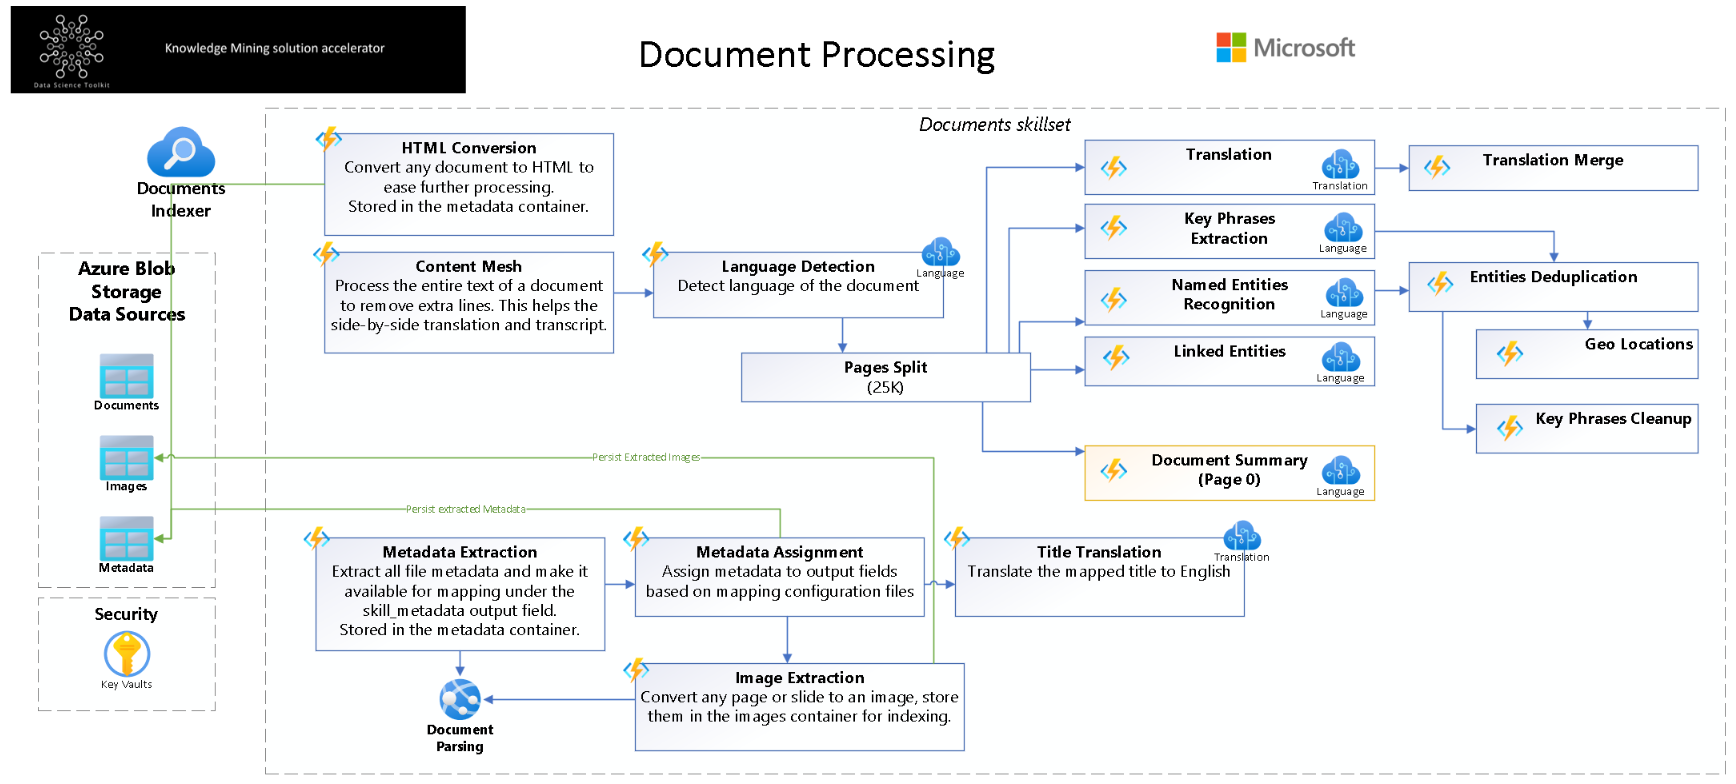 Data Science Toolkit
Knowledge Mining solution accelerator
Document Processing
Microsoft
Documents skillset
Documents
Indexer
HTML Conversion
Convert any document to HTML to
ease further processing.
Stored in the metadata container.
Azure Blob
Storage
Data Sources
Documents
Images
Metadata
Security
Key Vaults
Content Mesh
Process the entire text of a document
to remove extra lines. This helps the
side-by-side translation and transcript.
Language Detection
Detect language of the document
Language
Pages Split
(25K)
Translation
Translation
Translation Merge
Key Phrases
Extraction
Language
Named Entities
Recognition
Language
Linked Entities
Language
Entities Deduplication
Geo Locations
Key Phrases Cleanup
Document Summary
(Page 0)
Language
Persist Extracted Images
Persist extracted Metadata
Metadata Extraction
Extract all file metadata and make it
available for mapping under the
skill_metadata output field.
Stored in the metadata container.
Metadata Assignment
Assign metadata to output fields
based on mapping configuration files
Title Translation
Translate the mapped title to English
Translation
Image Extraction
Convert any page or slide to an image, store
them in the images container for indexing.
Document
Parsing